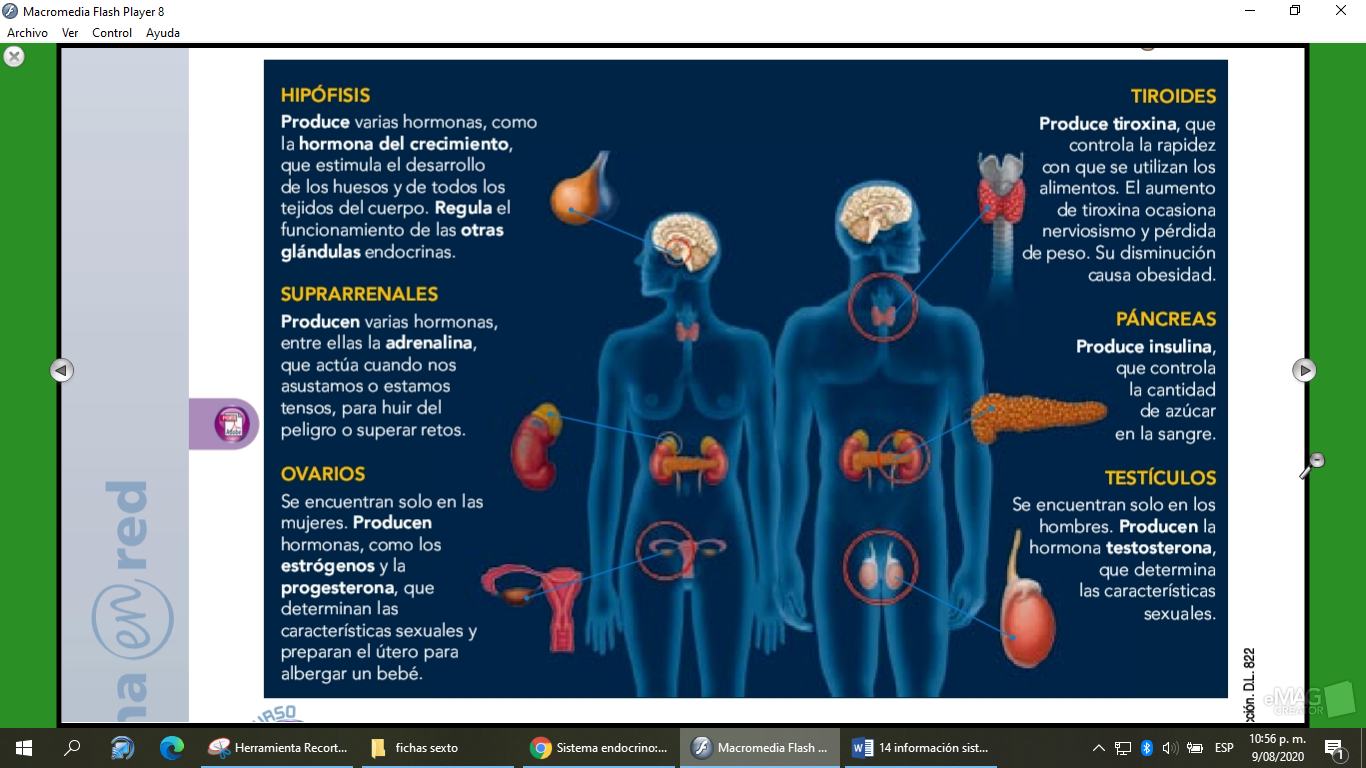 Macromedia Flash Player 8
Archivo Ver Control Ayuda
HIPÓFISIS
Produce varias hormonas, como
la hormona del crecimiento,
que estimula el desarrollo
de los huesos y de todos los
tejidos del cuerpo. Regula el
funcionamiento de las otras
glándulas endocrinas.
SUPRARRENALES
Producen varias hormonas,
entre ellas la adrenalina,
que actúa cuando nos
asustamos o estamos
tensos, para huir del
peligro o superar retos.
OVARIOS
Se encuentran solo en las
mujeres. Producen
hormonas, como los
estrógenos y la
progesterona, que
determinan las
características sexuales y
preparan el útero para
albergar un bebé.
TIROIDES
Produce tiroxina, que
controla la rapidez
con que se utilizan los
alimentos. El aumento
de tiroxina ocasiona
nerviosismo y pérdida
de peso. Su disminución
causa obesidad.
PÁNCREAS
Produce insulina,
que controla
la cantidad
de azúcar
en la sangre.
TESTÍCULOS
Se encuentran solo en los
hombres. Producen la
hormona testosterona,
que determina
las características
sexuales.
na en red
Adobe
URSO
cción. D.L. 822
eMAG
CREATOR
Herramienta Recort...
fichas sexto
Sistema endocrino:...
Macromedia Flash ...
14 información sist...
ESP
10:56 p. m.
9/08/2020
1